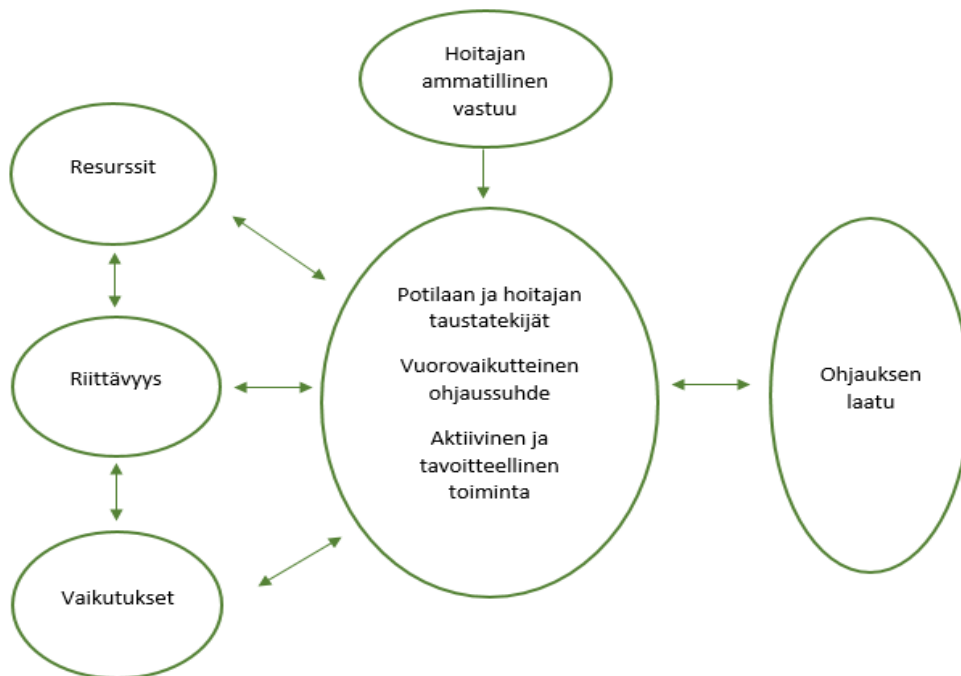 Hoitajan
ammatillinen
vastuu
Resurssit
Riittävyys
Vaikutukset
Potilaan ja hoitajan
taustatekijät
Vuorovaikutteinen
ohjaussuhde
Aktiivinen ja
tavoitteellinen
toiminta
Ohjauksen
laatu